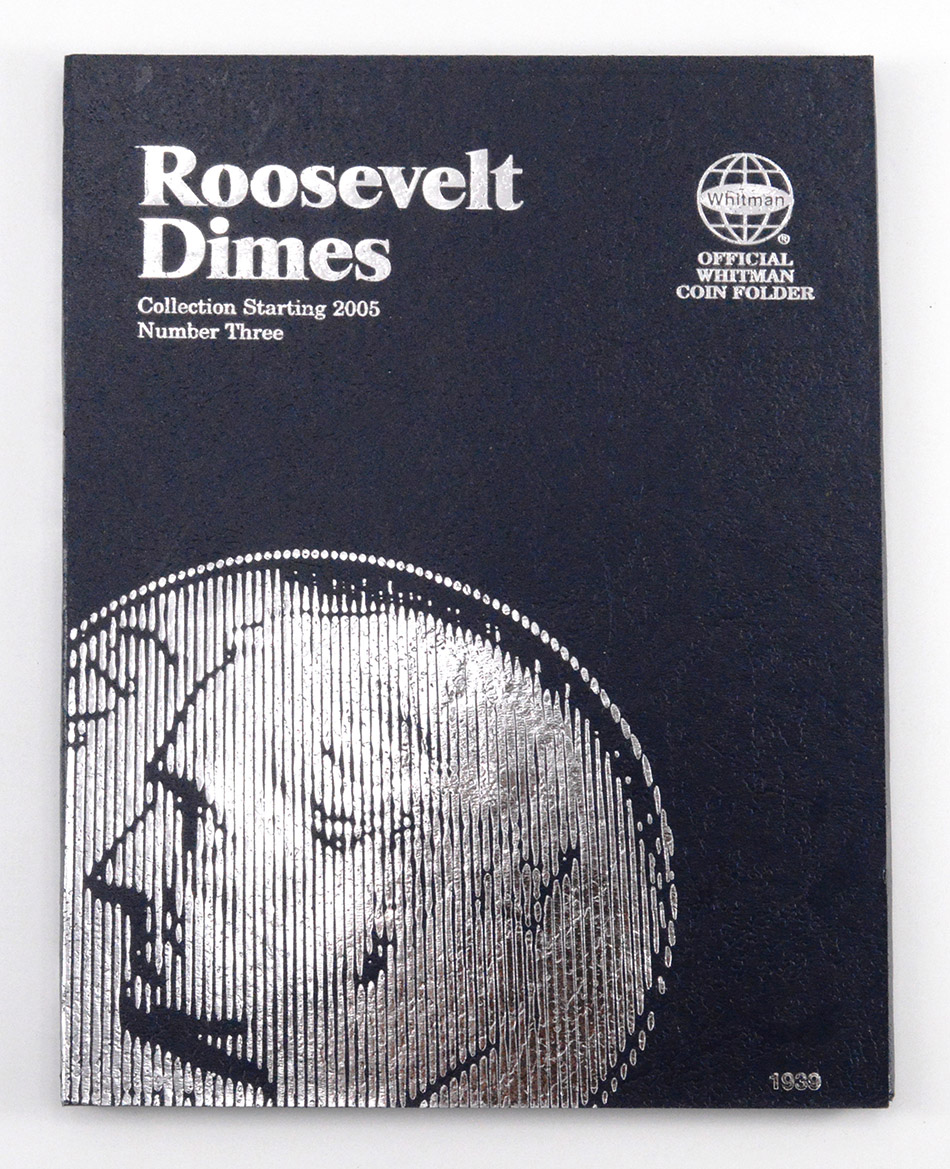 Roosevelt
Dimes
Collection Starting 2005
Number Three
Whitman
®
OFFICIAL
WHITMAN
COIN FOLDER
1939